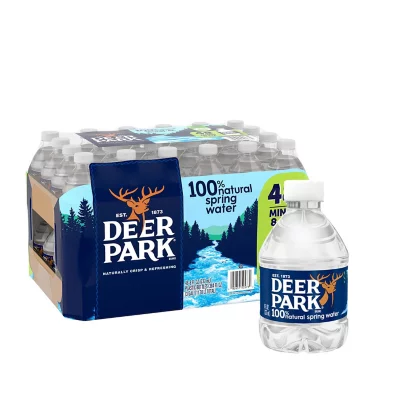 EST. 1873
DEER
PARK
NATURALLY CRISP & REFRESHING
100% natural
spring
water
4
MIN
8
EST. 1873
DEER
PARK
100% natural spring water